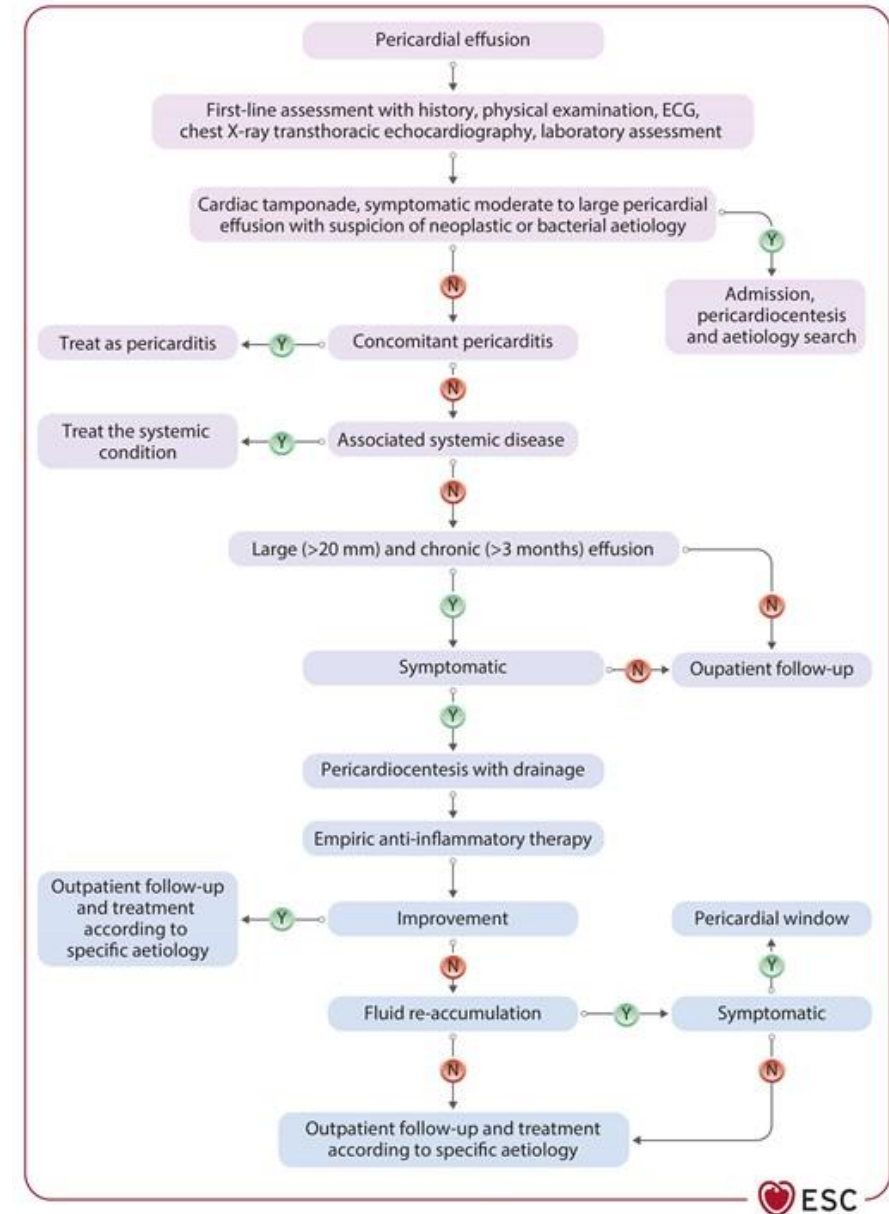 Pericardial effusion
First-line assessment with history, physical examination, ECG,
chest X-ray transthoracic echocardiography, laboratory assessment
Cardiac tamponade, symptomatic moderate to large pericardial
effusion with suspicion of neoplastic or bacterial aetiology
Y
Admission,
pericardiocentesis
and aetiology search
N
Treat as pericarditis
Y
Concomitant pericarditis
N
Treat the systemic
condition
Y
Associated systemic disease
N
Large (>20 mm) and chronic (>3 months) effusion
Y
N
Symptomatic
N
Oupatient follow-up
Y
Pericardiocentesis with drainage
Empiric anti-inflammatory therapy
Outpatient follow-up
and treatment
according to
specific aetiology
Y
Improvement
Pericardial window
N
Y
Fluid re-accumulation
Y
Symptomatic
N
N
Outpatient follow-up and treatment
according to specific aetiology
ESC